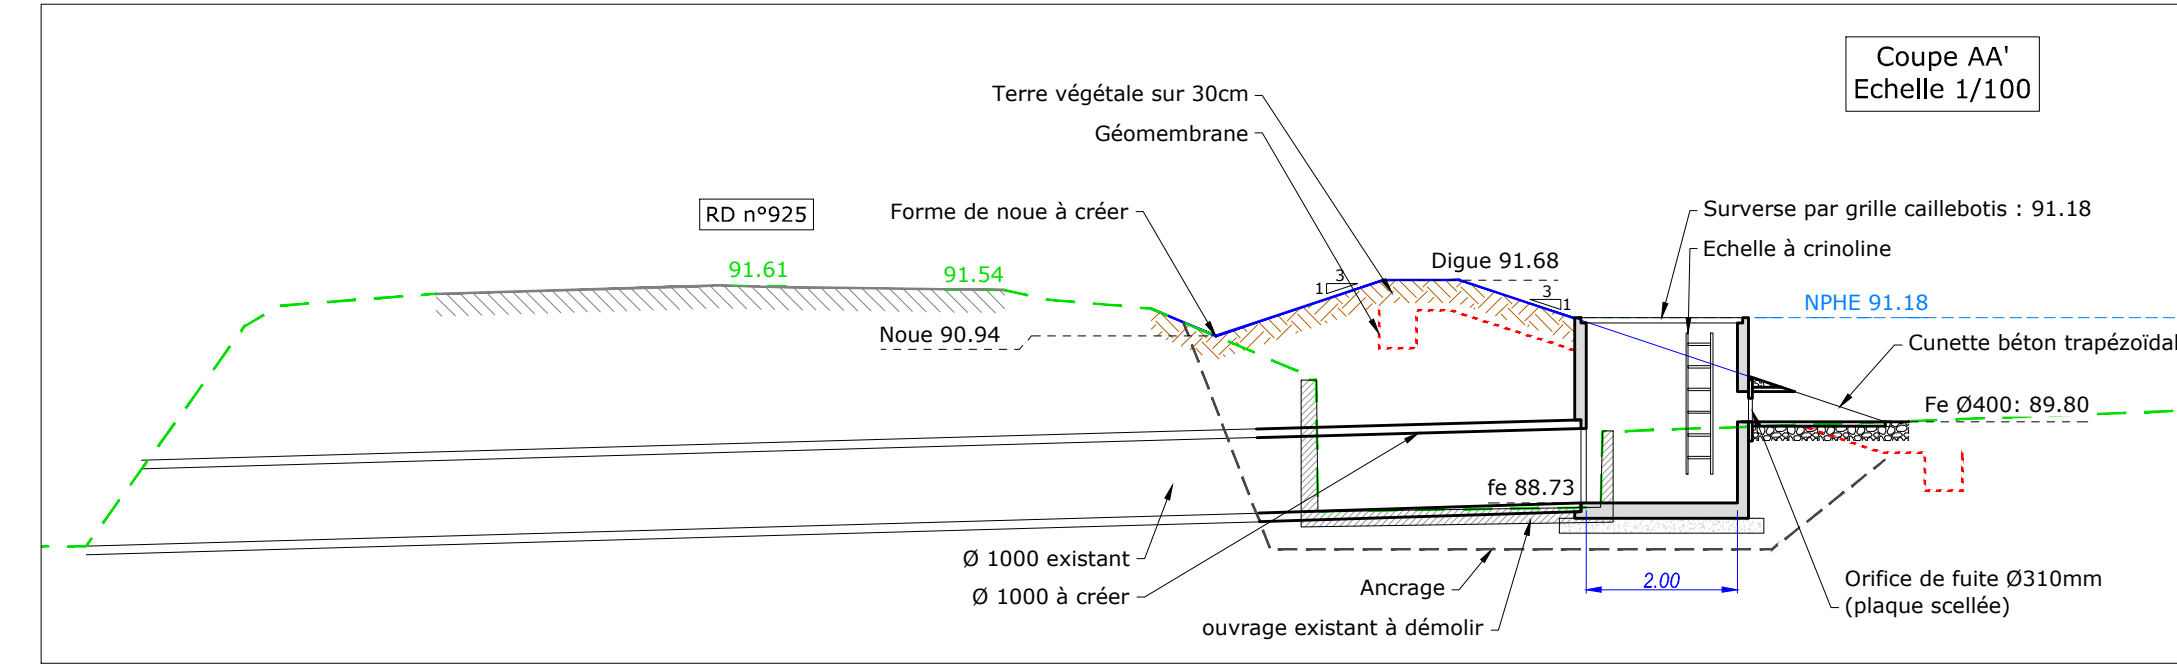 Coupe AA'
Echelle 1/100
Terre végétale sur 30cm
Géomembrane
RD n°925
Forme de noue à créer
Surverse par grille caillebotis : 91.18
Echelle à crinoline
91.61
91.54
3
1
Digue 91.68
3
1
NPHE 91.18
Noue 90.94
Cunette béton trapézoïdal
Fe Ø400: 89.80
fe 88.73
Ø 1000 existant
Ø 1000 à créer
Ancrage
2.00
Orifice de fuite Ø310mm
(plaque scellée)
ouvrage existant à démolir